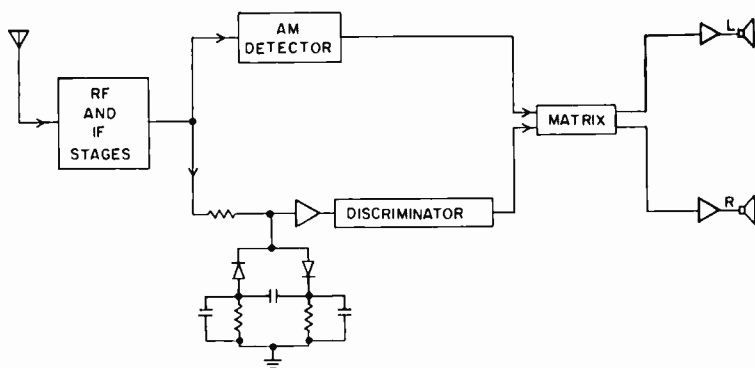 RF
AND
IF
STAGES
AM
DETECTOR
DISCRIMINATOR
MATRIX
L
R